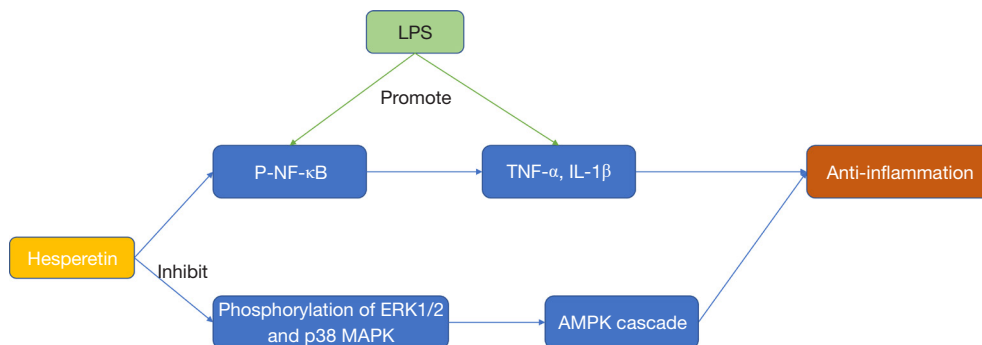 LPS
Promote
P-NF-κB
TNF-α, IL-1β
Anti-inflammation
Hesperetin
Inhibit
Phosphorylation of ERK1/2
and p38 MAPK
AMPK cascade